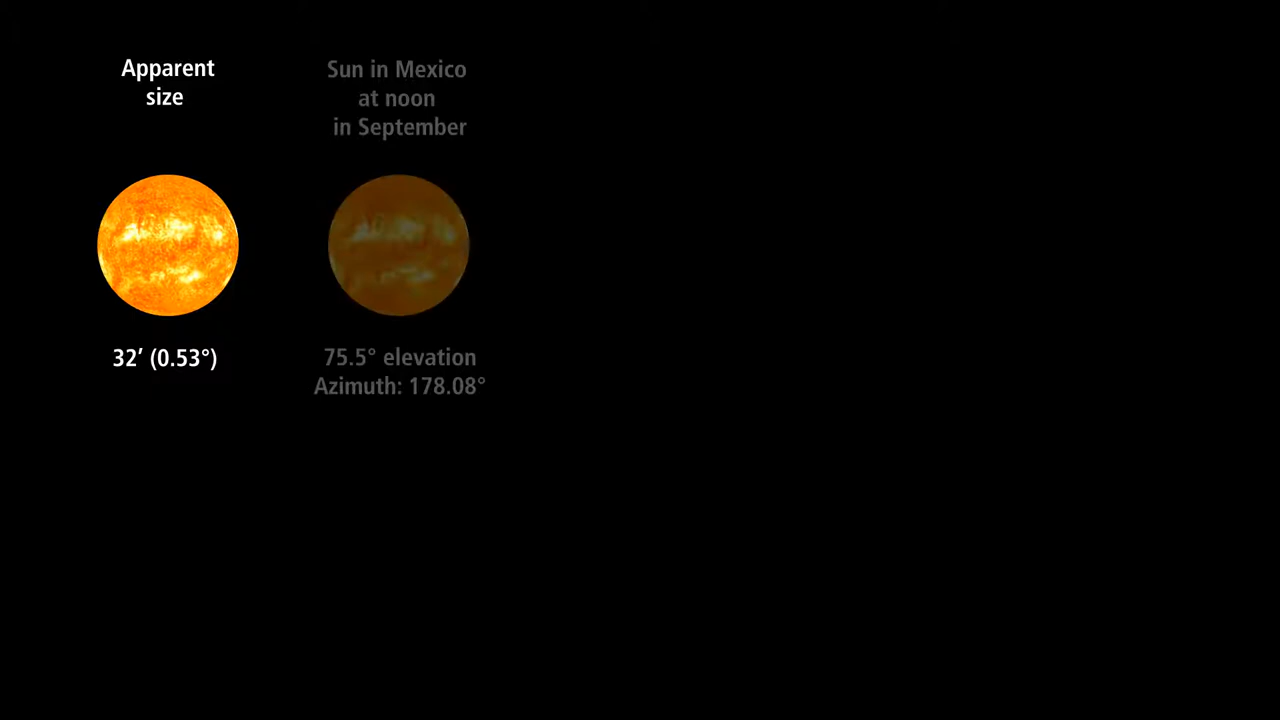 Apparent
size
32′ (0.53°)
Sun in Mexico
at noon
in September
75.5° elevation
Azimuth: 178.08°